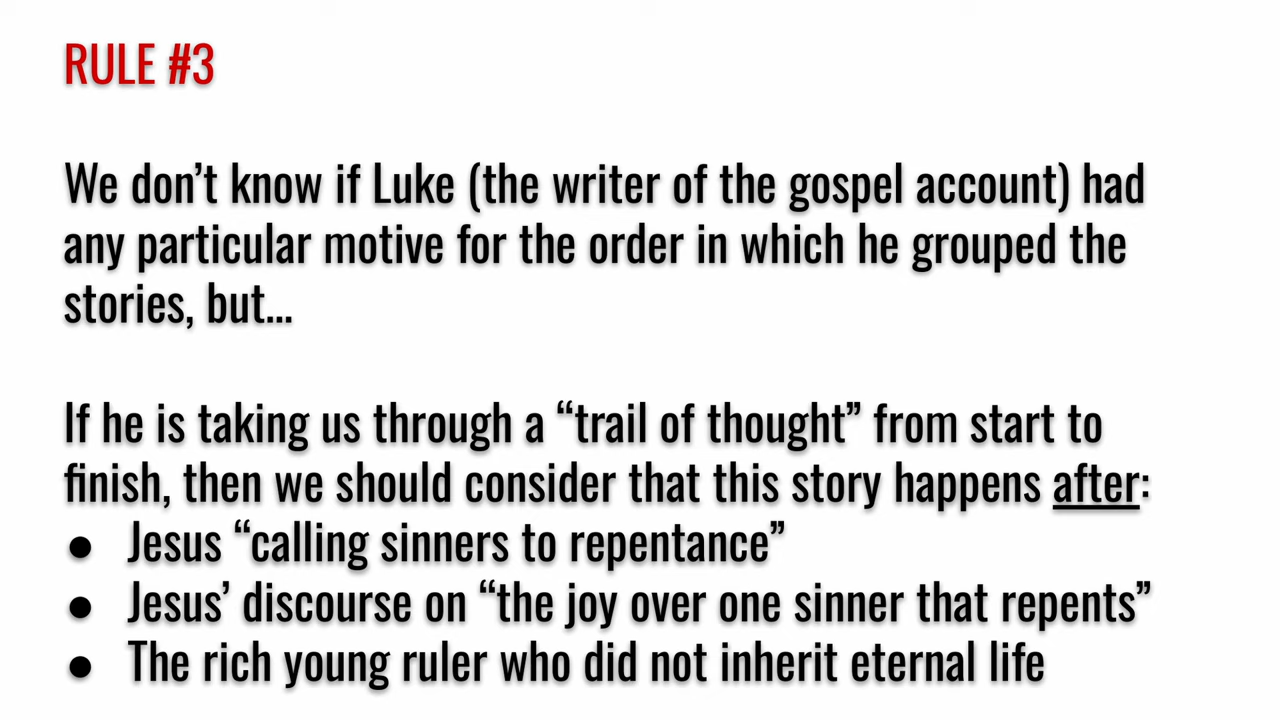 RULE #3
We don’t know if Luke (the writer of the gospel account) had
any particular motive for the order in which he grouped the
stories, but...
If he is taking us through a “trail of thought” from start to
finish, then we should consider that this story happens after:
● Jesus “calling sinners to repentance”
● Jesus’ discourse on “the joy over one sinner that repents”
● The rich young ruler who did not inherit eternal life